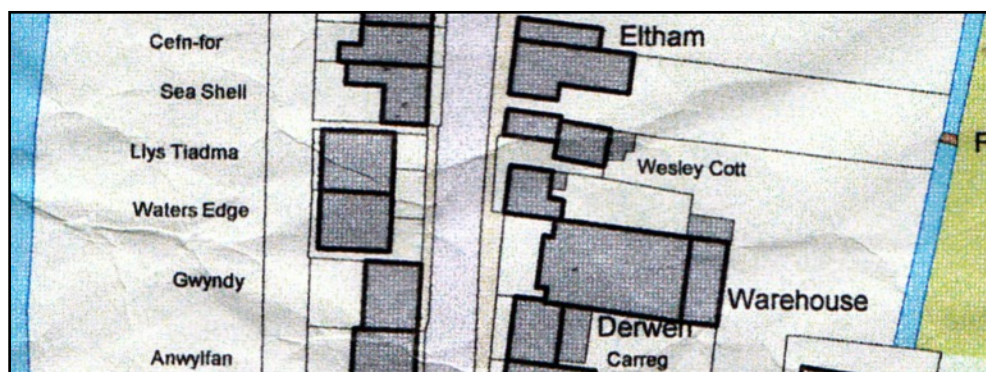 Cefn-for
Eltham
Sea Shell
Llys Tiadma
Wesley Cott
Waters Edge
Gwyndy
Warehouse
Derwen
Carreg
Anwylfan